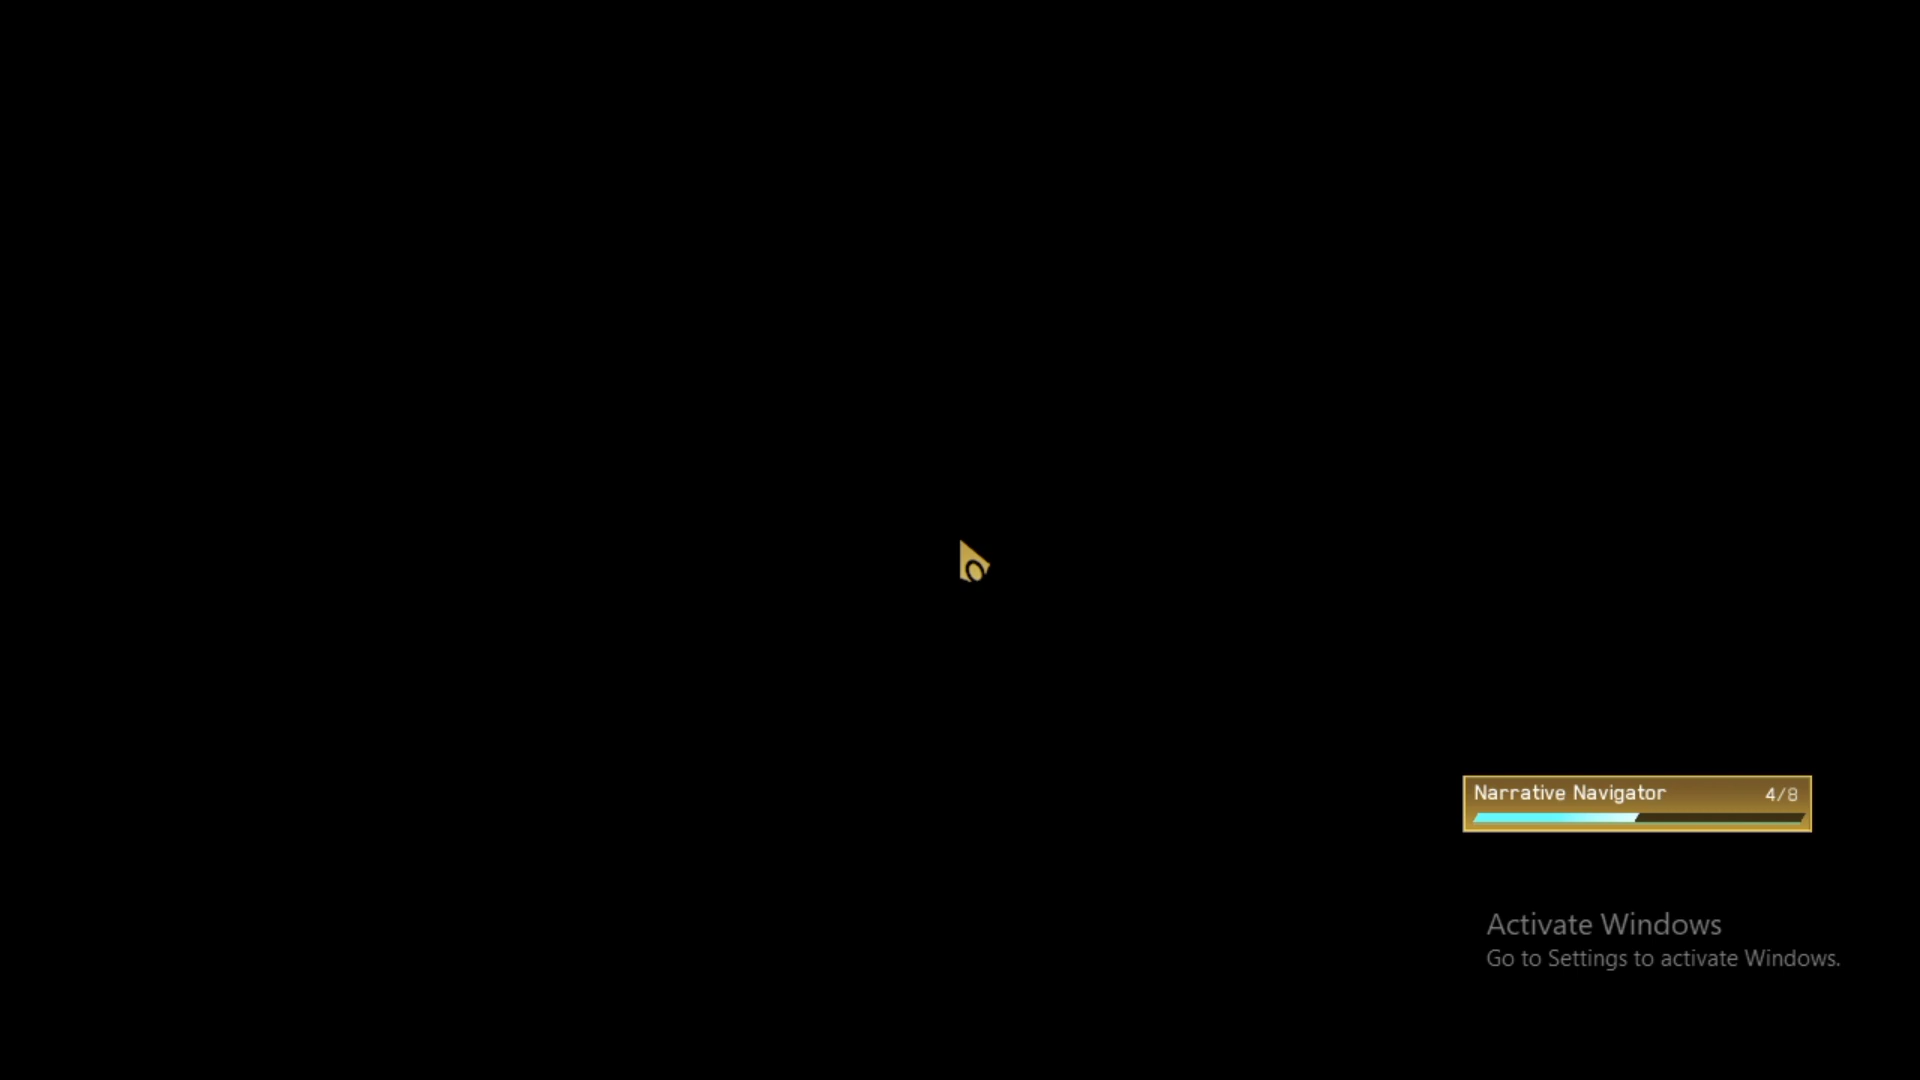 Narrative Navigator 4/8
Activate Windows
Go to Settings to activate Windows.